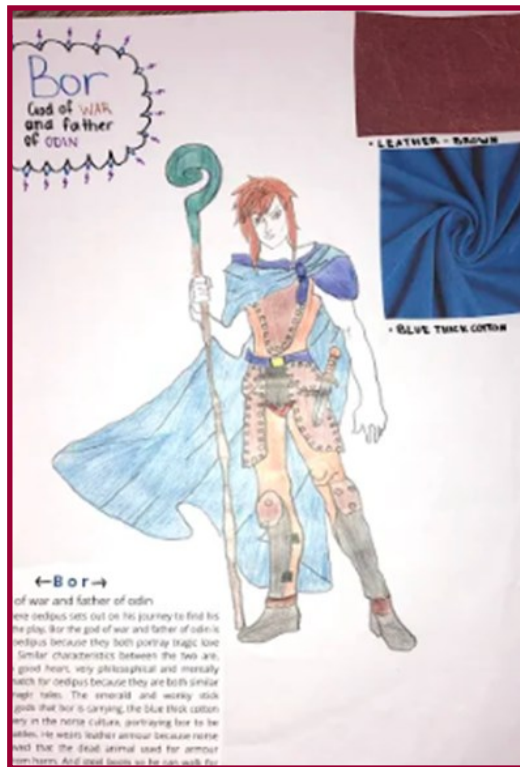 Bor
God of WAR
and father
of ODIN
• LEATHER - BROWN
• BLUE THICK COTTON
←Bor→
of war and father of odin
ere oedipus sets out on his journey to find his
the play. Bor the god of war and father of odin is
oedipus because they both portray tragic love
Similar characteristics between the two are,
good heart, very philosophical and mentally
match for oedipus because they are both similar
tragic tales. The emerald and wonky stick
gods that bor is carrying, the blue thick cotton
ery in the norse culture, portraying bor to be
battles. He wears leather armour because norse
ved that the dead animal used for armour
from harm. And steel boots so he can walk for